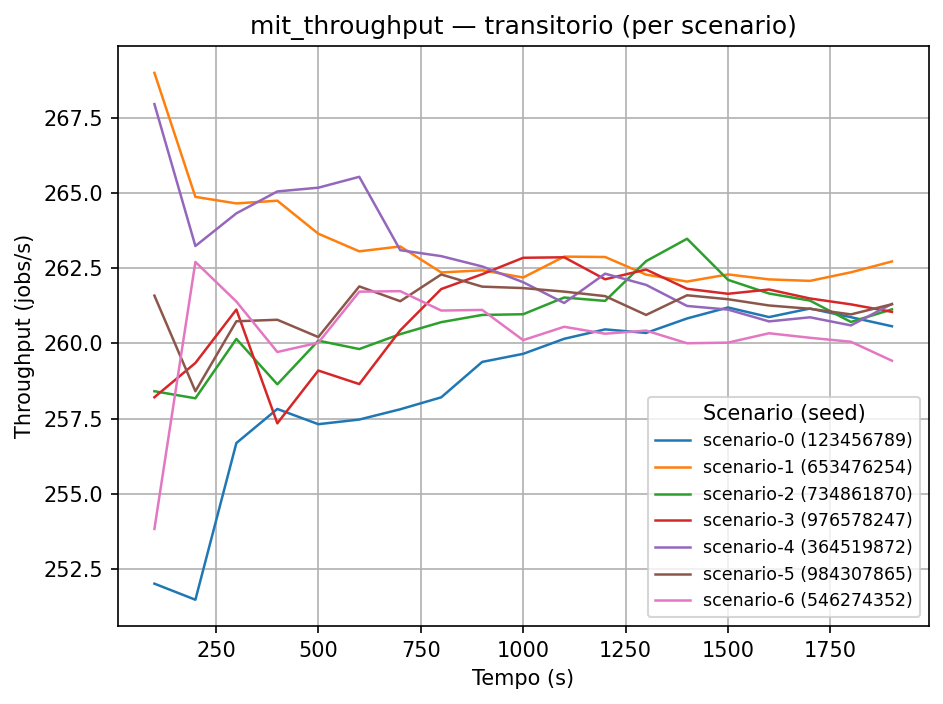 mit_throughput — transitorio (per scenario)
Throughput (jobs/s)
267.5
265.0
262.5
260.0
257.5
255.0
252.5
250 500 750 1000 1250 1500 1750
Tempo (s)
Scenario (seed)
scenario-0 (123456789)
scenario-1 (653476254)
scenario-2 (734861870)
scenario-3 (976578247)
scenario-4 (364519872)
scenario-5 (984307865)
scenario-6 (546274352)